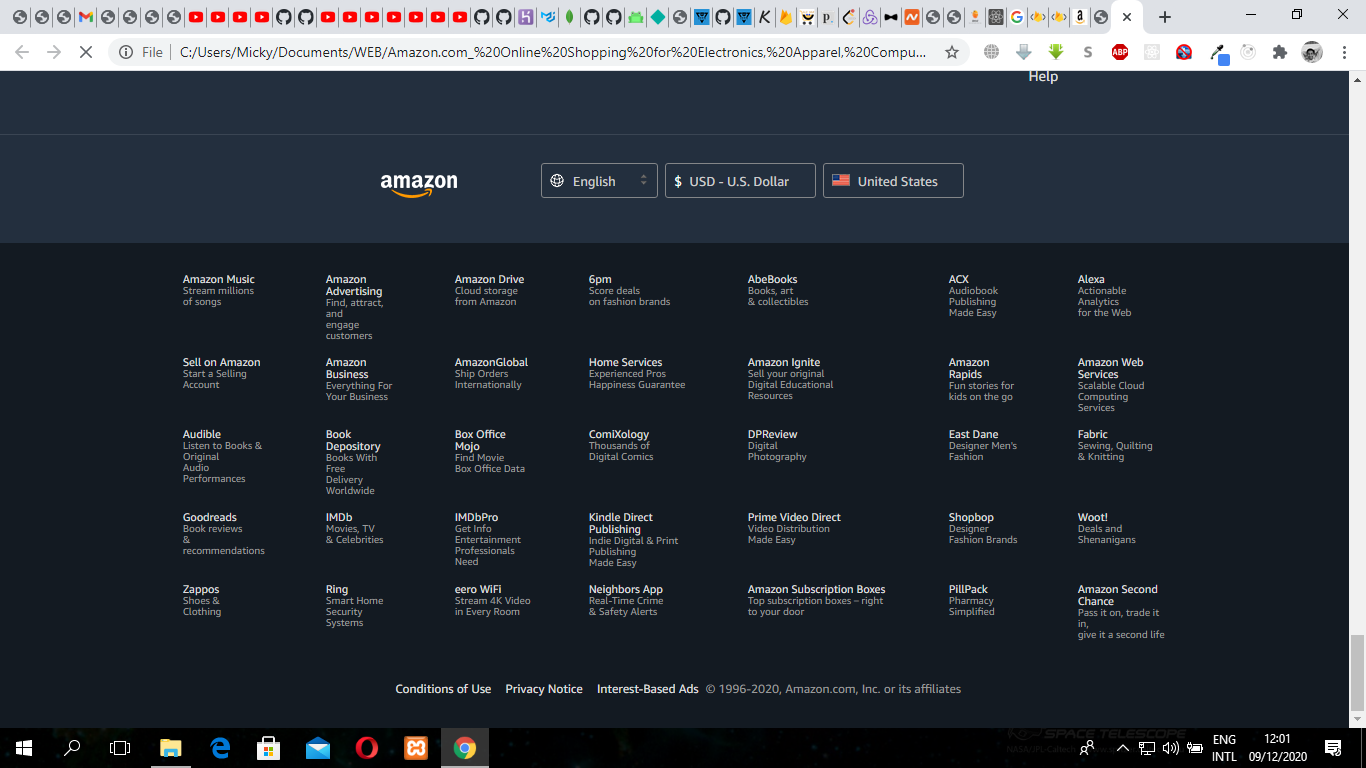 File
C:/Users/Micky/Documents/WEB/Amazon.com_%20Online%20Shopping%20for%20Electronics,%20Apparel,%20Compu...
S
ABP
Help
amazon
English
$ USD - U.S. Dollar
United States
Amazon Music
Stream millions
of songs
Amazon
Advertising
Find, attract,
and
engage
customers
Amazon Drive
Cloud storage
from Amazon
6pm
Score deals
on fashion brands
AbeBooks
Books, art
& collectibles
ACX
Audiobook
Publishing
Made Easy
Alexa
Actionable
Analytics
for the Web
Sell on Amazon
Start a Selling
Account
Amazon
Business
Everything For
Your Business
AmazonGlobal
Ship Orders
Internationally
Home Services
Experienced Pros
Happiness Guarantee
Amazon Ignite
Sell your original
Digital Educational
Resources
Amazon
Rapids
Fun stories for
kids on the go
Amazon Web
Services
Scalable Cloud
Computing
Services
Audible
Listen to Books &
Original
Audio
Performances
Book
Depository
Books With
Free
Delivery
Worldwide
Box Office
Mojo
Find Movie
Box Office Data
ComiXology
Thousands of
Digital Comics
DPReview
Digital
Photography
East Dane
Designer Men's
Fashion
Fabric
Sewing, Quilting
& Knitting
Goodreads
Book reviews
&
recommendations
IMDb
Movies, TV
& Celebrities
IMDbPro
Get Info
Entertainment
Professionals
Need
Kindle Direct
Publishing
Indie Digital & Print
Publishing
Made Easy
Prime Video Direct
Video Distribution
Made Easy
Shopbop
Designer
Fashion Brands
Woot!
Deals and
Shenanigans
Zappos
Shoes &
Clothing
Ring
Smart Home
Security
Systems
eero WiFi
Stream 4K Video
in Every Room
Neighbors App
Real-Time Crime
& Safety Alerts
Amazon Subscription Boxes
Top subscription boxes – right
to your door
PillPack
Pharmacy
Simplified
Amazon Second
Chance
Pass it on, trade it
in,
give it a second life
Conditions of Use Privacy Notice Interest-Based Ads © 1996-2020, Amazon.com, Inc. or its affiliates
SPACE TELESCOPE
ENG
INTL
12:01
09/12/2020